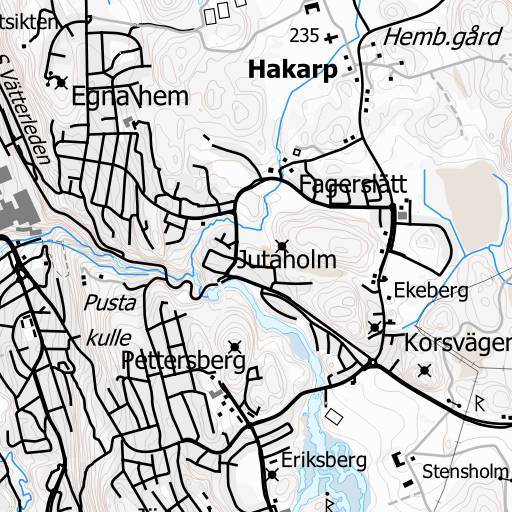 tsikten
235
Hemb.gård
Hakarp
Egna hem
S Vätterleden
Fagerslätt
Jutaholm
Ekeberg
Pusta
kulle
Korsvägen
Pettersberg
R
Eriksberg
Stensholm
R